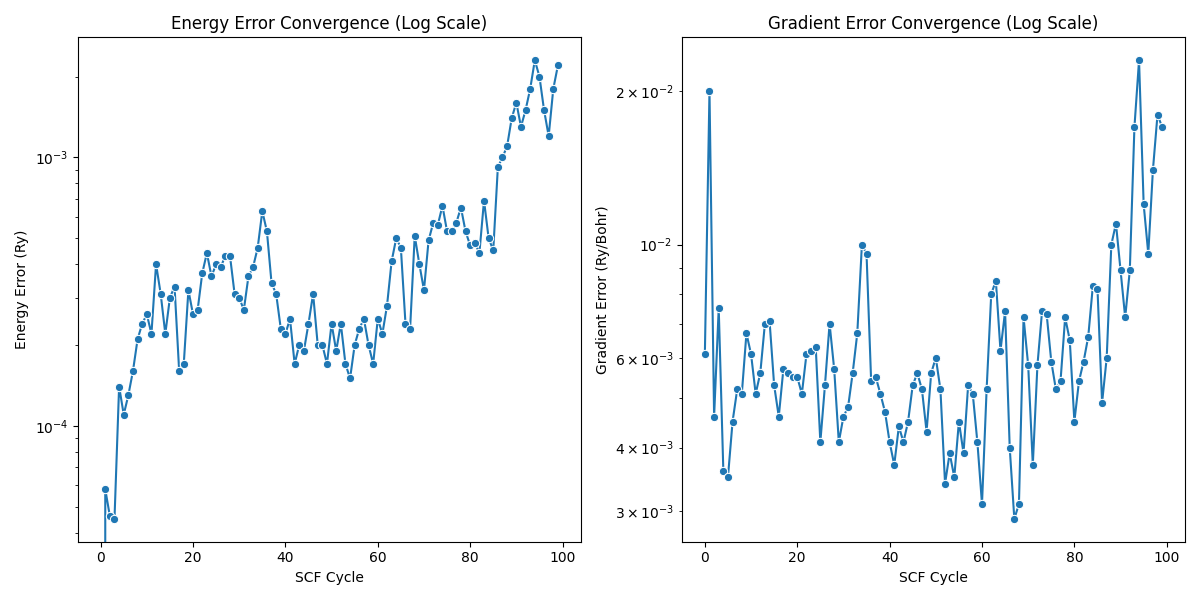 Energy Error Convergence (Log Scale)
Energy Error (Ry)
10⁻³
10⁻⁴
0 20 40 60 80 100
SCF Cycle
Gradient Error Convergence (Log Scale)
Gradient Error (Ry/Bohr)
2 × 10⁻²
10⁻²
6 × 10⁻³
4 × 10⁻³
3 × 10⁻³
0 20 40 60 80 100
SCF Cycle